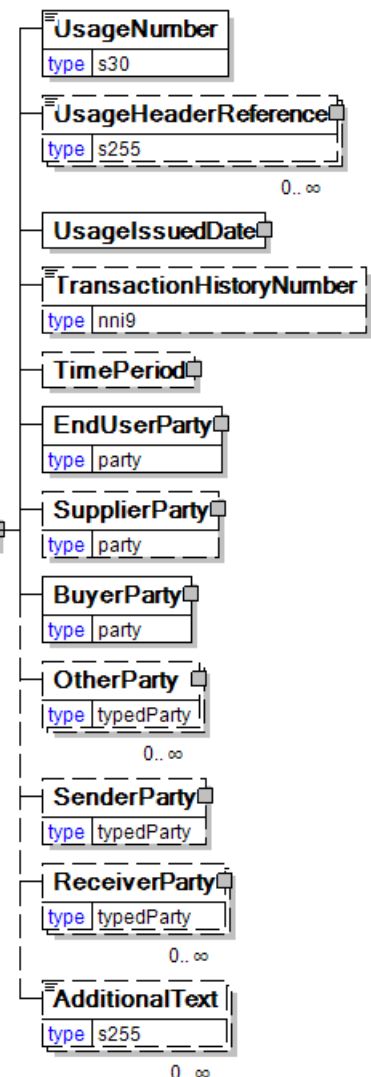 UsageNumber
type s30
UsageHeaderReference
type s255
0.. ∞
UsageIssuedDate
TransactionHistoryNumber
type nni9
TimePeriod
EndUserParty
type party
SupplierParty
type party
BuyerParty
type party
OtherParty
type typedParty
0.. ∞
SenderParty
type typedParty
ReceiverParty
type typedParty
0.. ∞
AdditionalText
type s255
0.. ∞